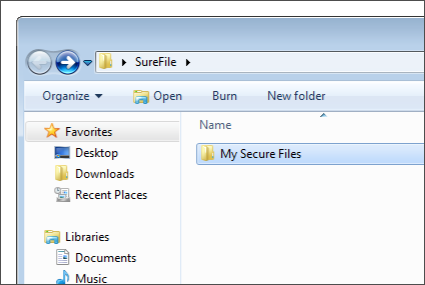 SureFile
Organize Open Burn New folder
Name
Favorites
My Secure Files
Desktop
Downloads
Recent Places
Libraries
Documents
Music